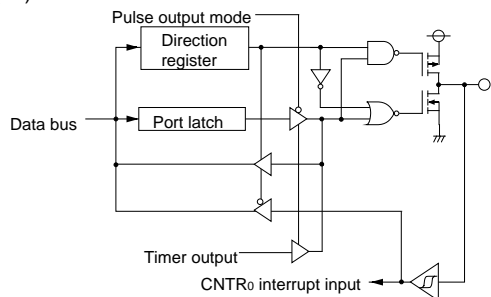 Pulse output mode
Direction
register
Data bus
Port latch
Timer output
CNTR0 interrupt input